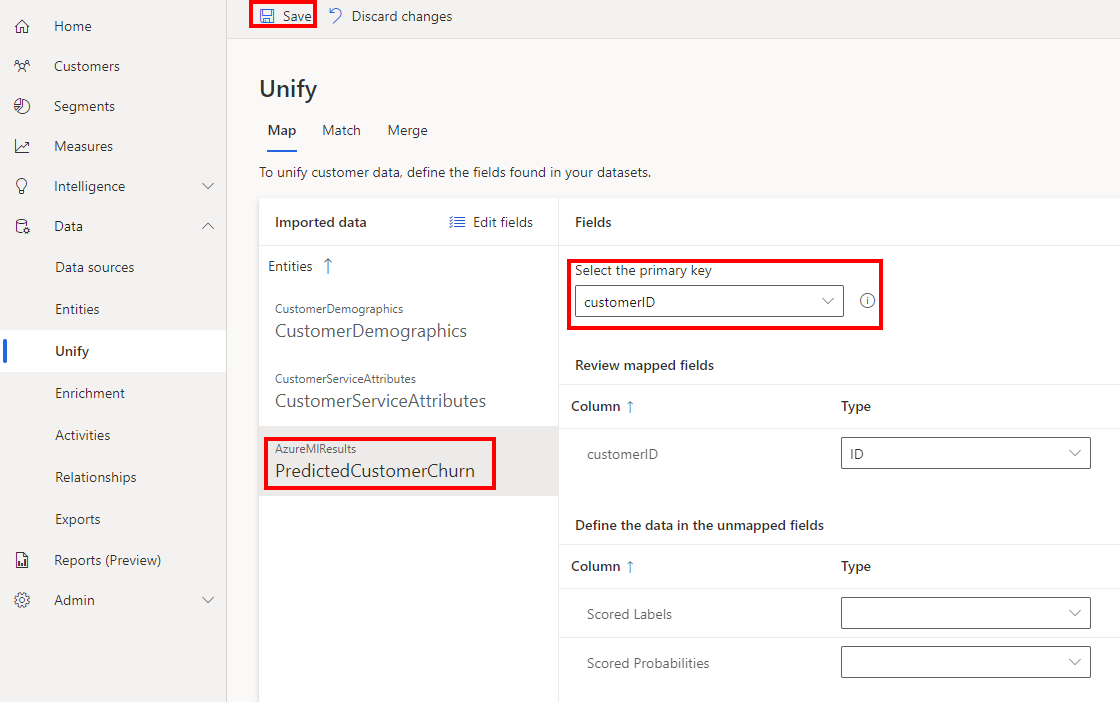 Home
Customers
Segments
Measures
Intelligence
Data
Data sources
Entities
Unify
Enrichment
Activities
Relationships
Exports
Reports (Preview)
Admin
Save
Discard changes
Unify
Map Match Merge
To unify customer data, define the fields found in your datasets.
Imported data
Edit fields
Entities ↑
CustomerDemographics
CustomerDemographics
CustomerServiceAttributes
CustomerServiceAttributes
AzureMlResults
PredictedCustomerChurn
Fields
Select the primary key
customerID
Review mapped fields
Column ↑ Type
customerID ID
Define the data in the unmapped fields
Column ↑ Type
Scored Labels
Scored Probabilities